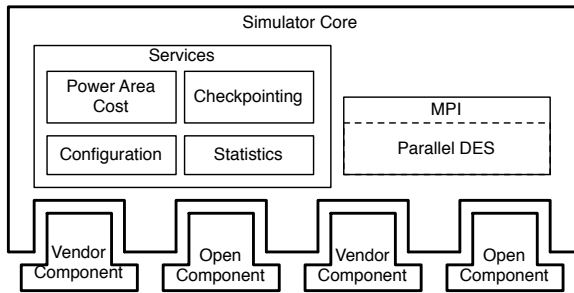 Simulator Core
Services
Power Area
Cost
Checkpointing
Configuration
Statistics
MPI
Parallel DES
Vendor
Component
Open
Component
Vendor
Component
Open
Component